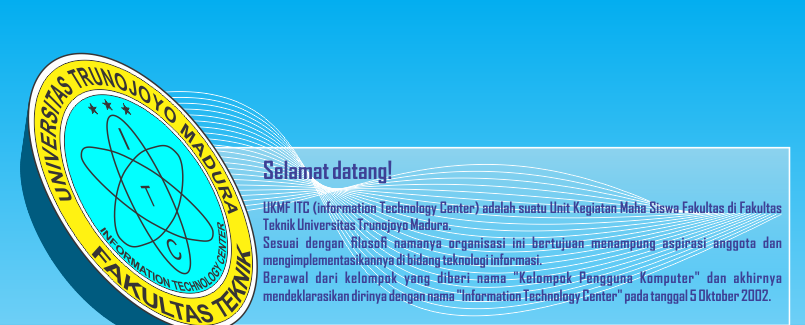 UNIVERSITAS TRUNOJOYO MADURA
I
T
C
INFORMATION TECHNOLOGY CENTER
FAKULTAS TEKNIK
Selamat datang!
UKMF ITC (information Technology Center) adalah suatu Unit Kegiatan Maha Siswa Fakultas di Fakultas
Teknik Universitas Trunojoyo Madura.
Sesuai dengan filosofi namanya organisasi ini bertujuan menampung aspirasi anggota dan
mengimplementasikannya di bidang teknologi informasi.
Berawal dari kelompok yang diberi nama "Kelompok Pengguna Komputer" dan akhirnya
mendeklarasikan dirinya dengan nama "Information Technology Center" pada tanggal 5 Oktober 2002.